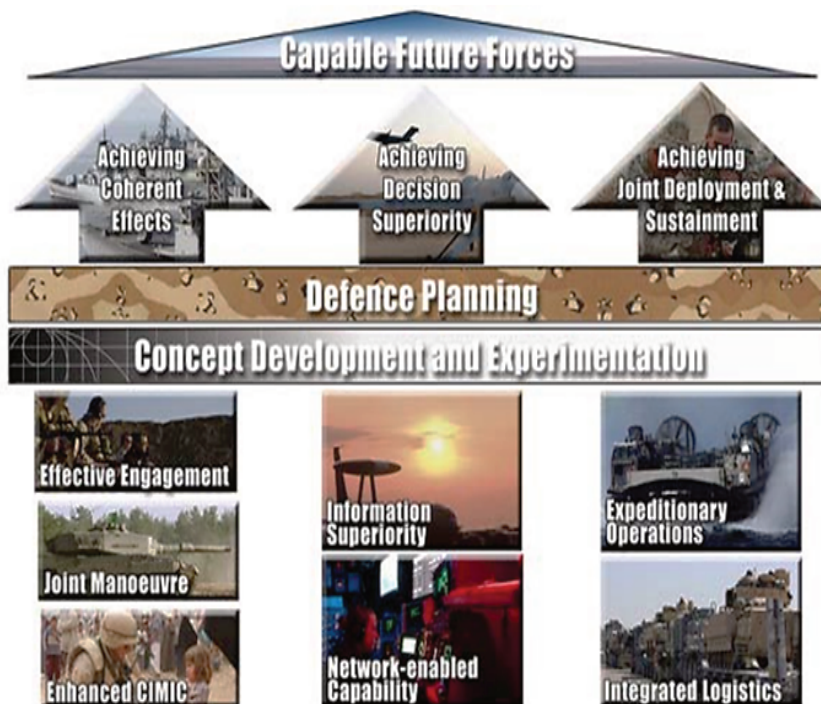 Capable Future Forces
Achieving
Coherent
Effects
Achieving
Decision
Superiority
Achieving
Joint Deployment &
Sustainment
Defence Planning
Concept Development and Experimentation
Effective Engagement
Joint Manoeuvre
Enhanced CIMIC
Information
Superiority
Network-enabled
Capability
Expeditionary
Operations
Integrated Logistics